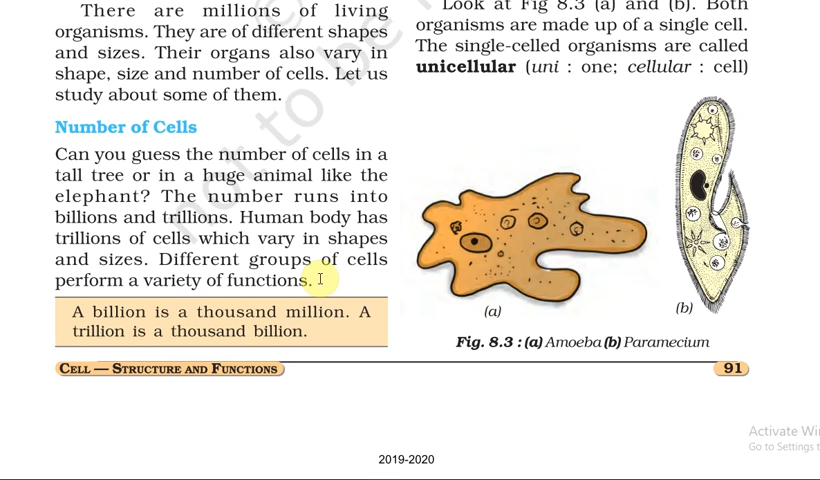 There are millions of living
organisms. They are of different shapes
and sizes. Their organs also vary in
shape, size and number of cells. Let us
study about some of them.
Number of Cells
Can you guess the number of cells in a
tall tree or in a huge animal like the
elephant? The number runs into
billions and trillions. Human body has
trillions of cells which vary in shapes
and sizes. Different groups of cells
perform a variety of functions.
A billion is a thousand million. A
trillion is a thousand billion.
Look at Fig 8.3 (a) and (b). Both
organisms are made up of a single cell.
The single-celled organisms are called
unicellular (uni : one; cellular : cell)
(a)
(b)
Fig. 8.3 : (a) Amoeba (b) Paramecium
CELL — STRUCTURE AND FUNCTIONS
91
2019-2020
not to be
©
Activate Wi
Go to Settings t